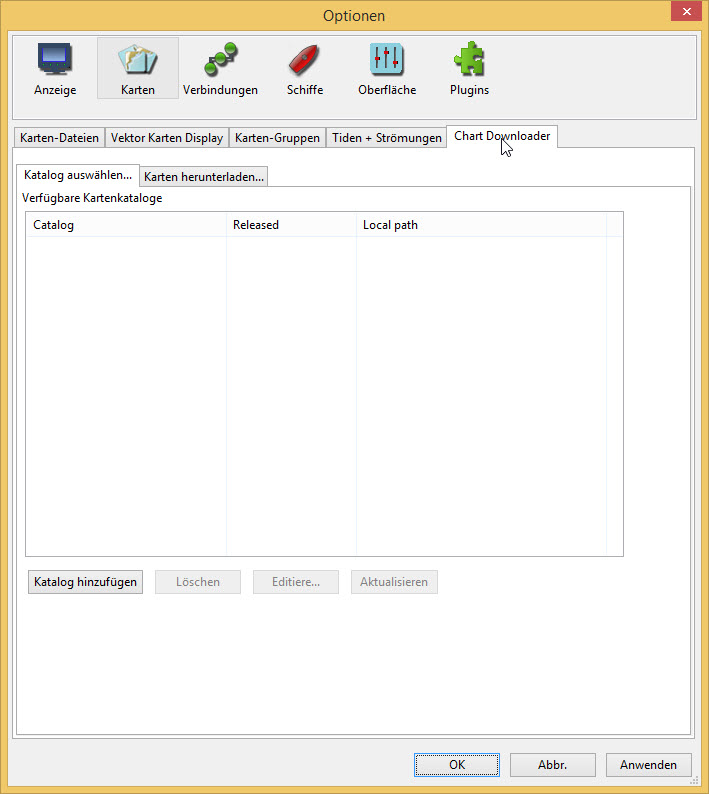 Optionen
Anzeige Karten Verbindungen Schiffe Oberfläche Plugins
Karten-Dateien Vektor Karten Display Karten-Gruppen Tiden + Strömungen Chart Downloader
Katalog auswählen... Karten herunterladen...
Verfügbare Kartenkataloge
Catalog Released Local path
Katalog hinzufügen Löschen Editiere... Aktualisieren
OK Abbr. Anwenden